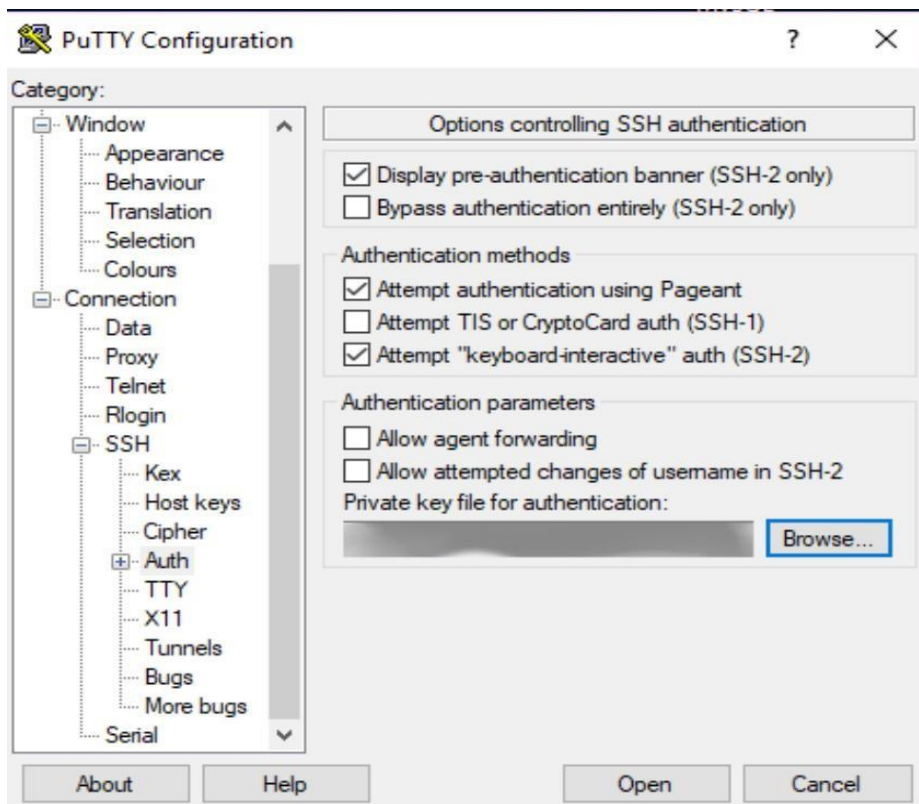 PuTTY Configuration
?
Category:
Window
Appearance
Behaviour
Translation
Selection
Colours
Connection
Data
Proxy
Telnet
Rlogin
SSH
Kex
Host keys
Cipher
Auth
TTY
X11
Tunnels
Bugs
More bugs
Serial
Options controlling SSH authentication
Display pre-authentication banner (SSH-2 only)
Bypass authentication entirely (SSH-2 only)
Authentication methods
Attempt authentication using Pageant
Attempt TIS or CryptoCard auth (SSH-1)
Attempt "keyboard-interactive" auth (SSH-2)
Authentication parameters
Allow agent forwarding
Allow attempted changes of username in SSH-2
Private key file for authentication:
Browse...
About
Help
Open
Cancel